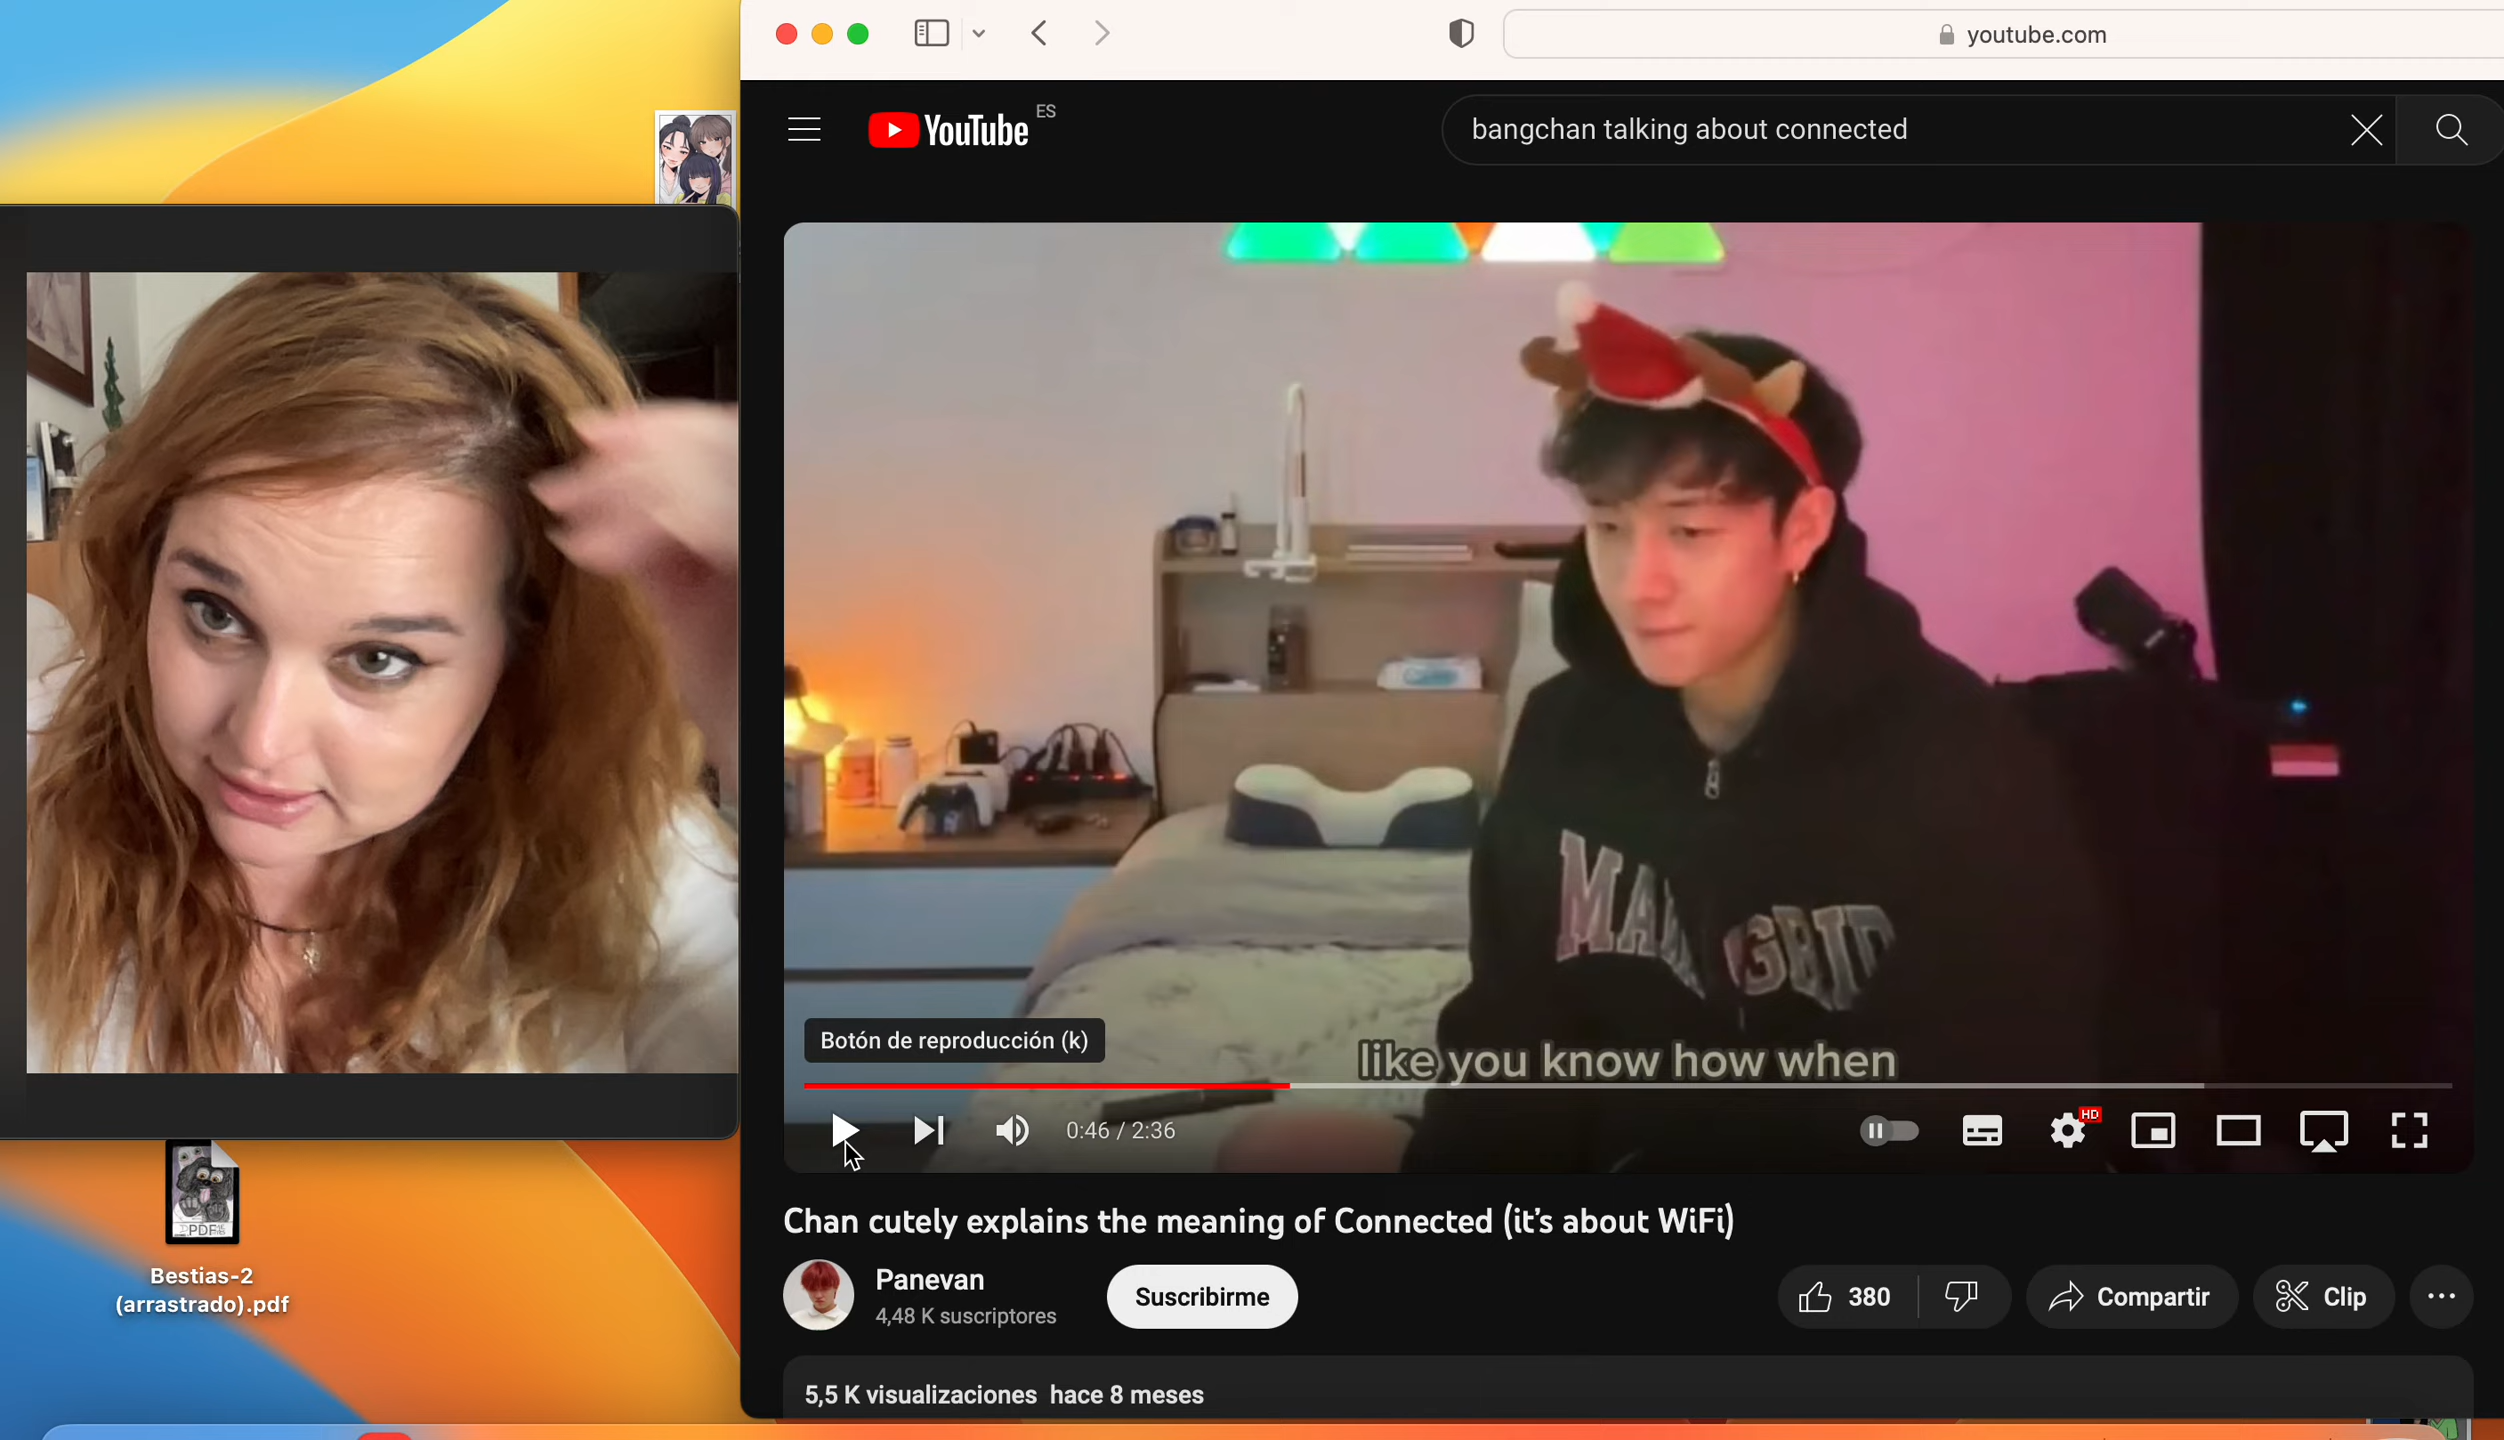 youtube.com
YouTube ES
bangchan talking about connected
like you know how when
Botón de reproducción (k)
0:46 / 2:36
HD
Chan cutely explains the meaning of Connected (it's about WiFi)
Panevan
4,48 K suscriptores
Suscribirme
380
Compartir
Clip
5,5 K visualizaciones hace 8 meses
PDF
Bestias-2
(arrastrado).pdf